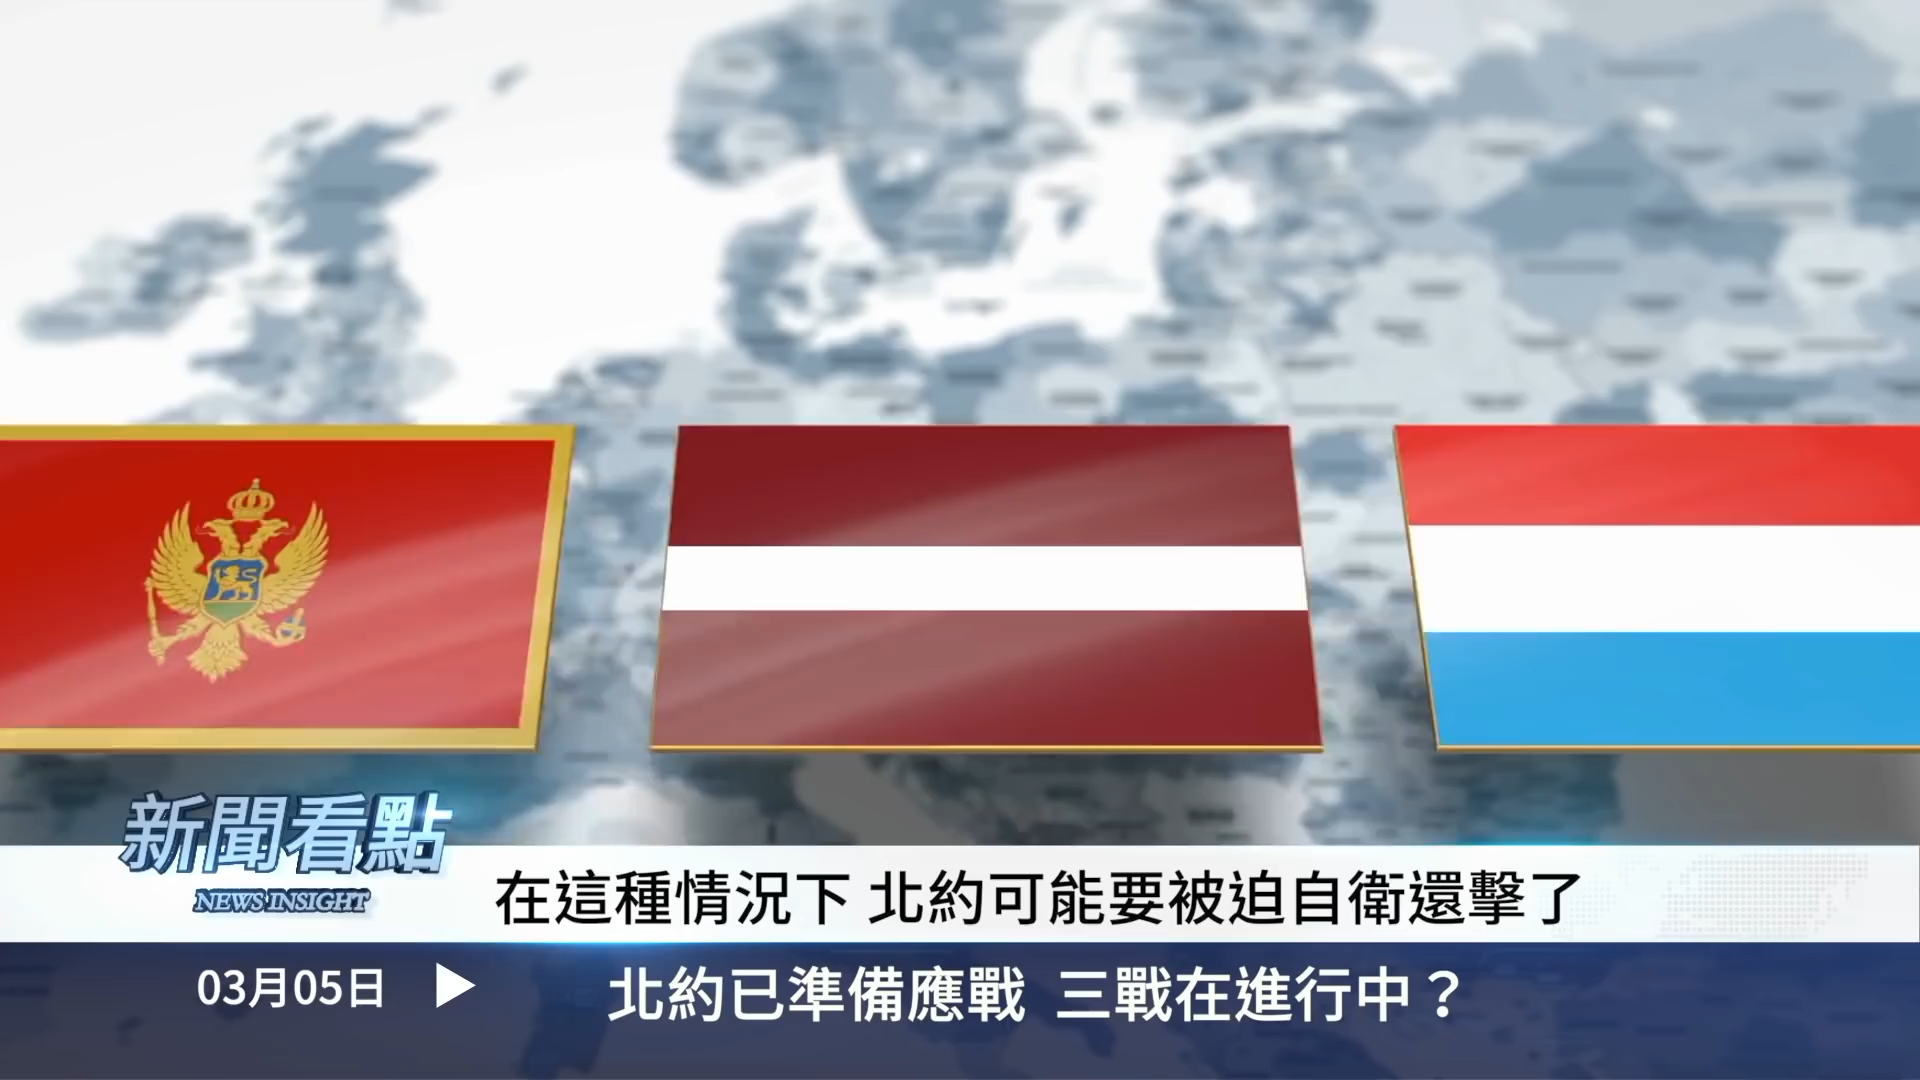 新聞看點
NEWS INSIGHT
在這種情況下 北約可能要被迫自衛還擊了
03月05日
北約已準備應戰 三戰在進行中？